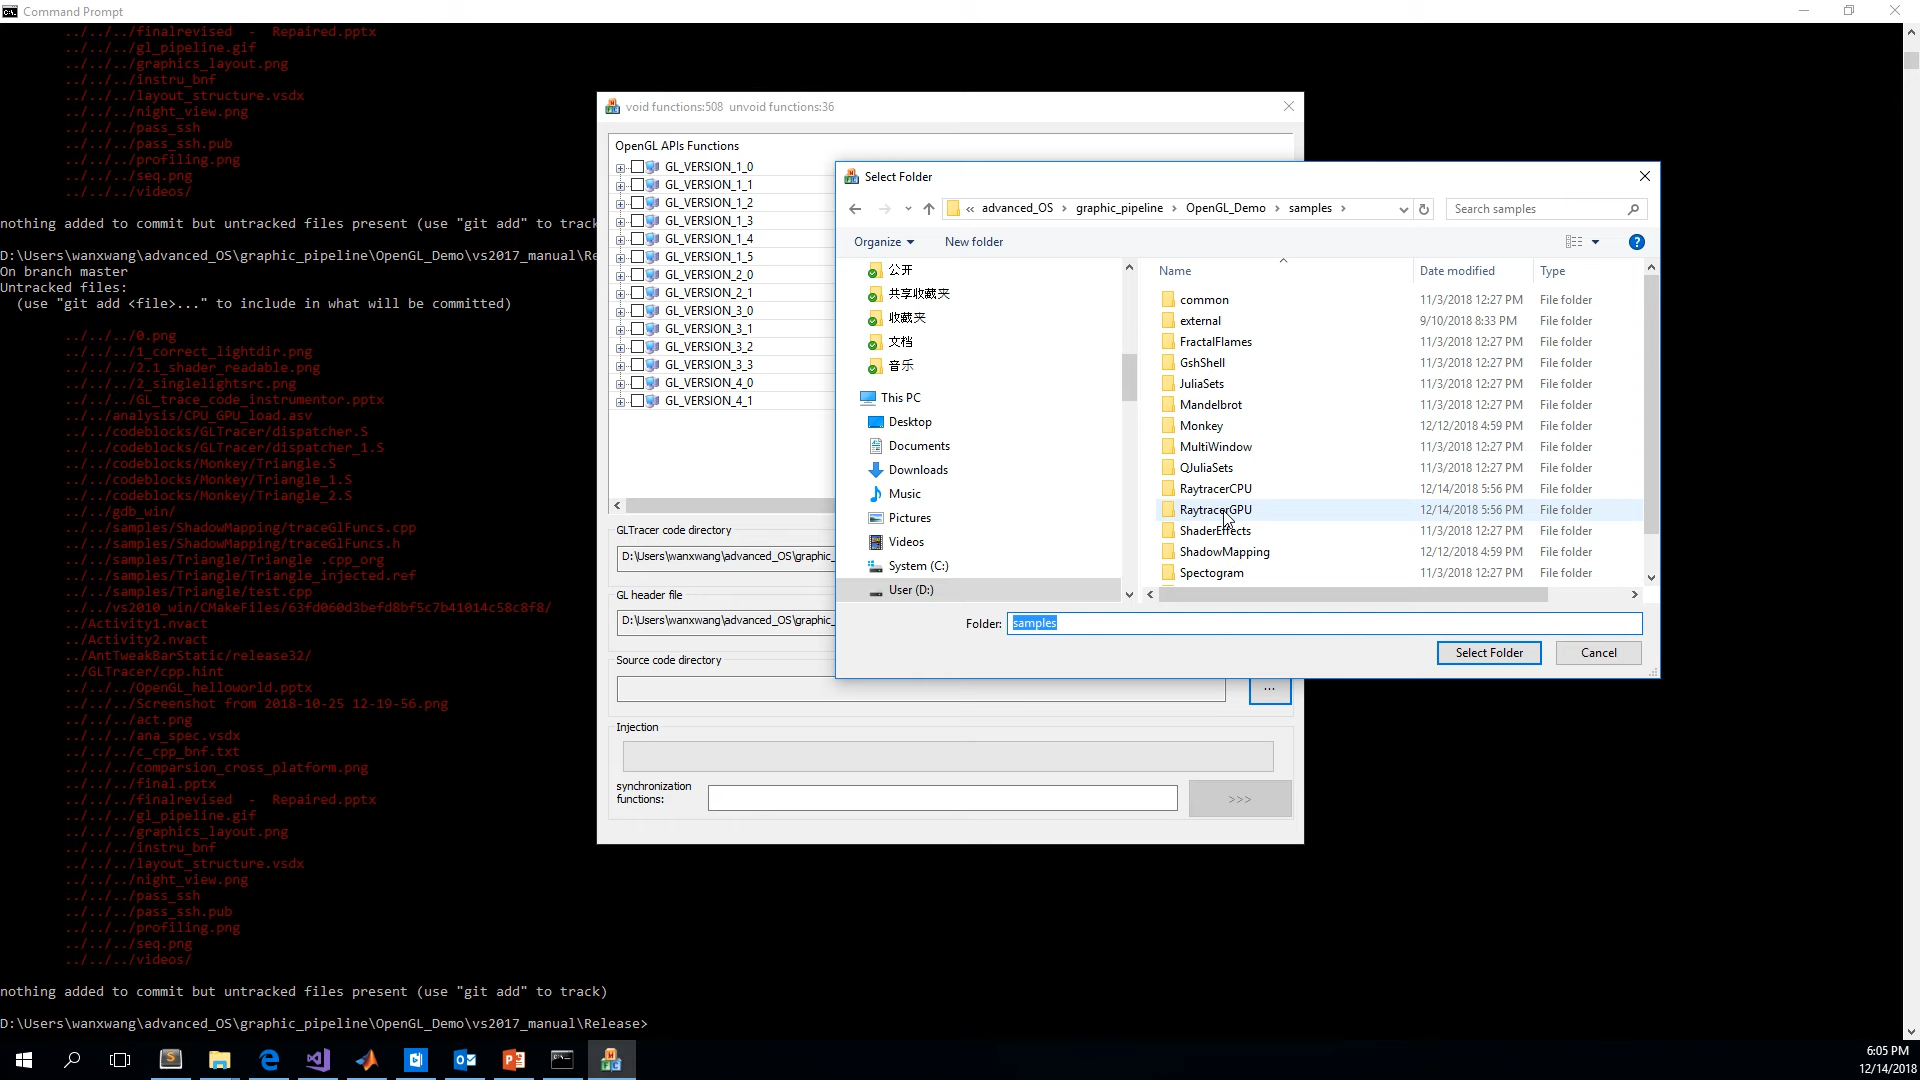 Command Prompt
../../../finalrevised  -  Repaired.pptx
../../../gl_pipeline.gif
../../../graphics_layout.png
../../../instru_bnf
../../../layout_structure.vsdx
../../../night_view.png
../../../pass_ssh
../../../pass_ssh.pub
../../../profiling.png
../../../seq.png
../../../videos/
nothing added to commit but untracked files present (use "git add" to track
D:\Users\wanxwang\advanced_OS\graphic_pipeline\OpenGL_Demo\vs2017_manual\Re
On branch master
Untracked files:
(use "git add <file>..." to include in what will be committed)
../../../0.png
../../../1_correct_lightdir.png
../../../2.1_shader_readable.png
../../../2_singlelightsrc.png
../../../GL_trace_code_instrumentor.pptx
../../analysis/CPU_GPU_load.asv
../../codeblocks/GLTracer/dispatcher.S
../../codeblocks/GLTracer/dispatcher_1.S
../../codeblocks/Monkey/Triangle.S
../../codeblocks/Monkey/Triangle_1.S
../../codeblocks/Monkey/Triangle_2.S
../../gdb_win/
../../samples/ShadowMapping/traceGlFuncs.cpp
../../samples/ShadowMapping/traceGlFuncs.h
../../samples/Triangle/Triangle .cpp_org
../../samples/Triangle/Triangle_injected.ref
../../samples/Triangle/test.cpp
../../vs2010_win/CMakeFiles/63fd060d3befd8bf5c7b41014c58c8f8/
../Activity1.nvact
../Activity2.nvact
../AntTweakBarStatic/release32/
../GLTracer/cpp.hint
../../../OpenGL_helloworld.pptx
../../../Screenshot from 2018-10-25 12-19-56.png
../../../act.png
../../../ana_spec.vsdx
../../../c_cpp_bnf.txt
../../../comparsion_cross_platform.png
../../../final.pptx
../../../finalrevised  -  Repaired.pptx
../../../gl_pipeline.gif
../../../graphics_layout.png
../../../instru_bnf
../../../layout_structure.vsdx
../../../night_view.png
../../../pass_ssh
../../../pass_ssh.pub
../../../profiling.png
../../../seq.png
../../../videos/
nothing added to commit but untracked files present (use "git add" to track)
D:\Users\wanxwang\advanced_OS\graphic_pipeline\OpenGL_Demo\vs2017_manual\Release>
void functions:508  unvoid functions:36
OpenGL APIs Functions
GL_VERSION_1_0
GL_VERSION_1_1
GL_VERSION_1_2
GL_VERSION_1_3
GL_VERSION_1_4
GL_VERSION_1_5
GL_VERSION_2_0
GL_VERSION_2_1
GL_VERSION_3_0
GL_VERSION_3_1
GL_VERSION_3_2
GL_VERSION_3_3
GL_VERSION_4_0
GL_VERSION_4_1
GLTracer code directory
D:\Users\wanxwang\advanced_OS\graphic_
GL header file
D:\Users\wanxwang\advanced_OS\graphic_
Source code directory
...
Injection
synchronization
functions:
>>>
Select Folder
« advanced_OS > graphic_pipeline > OpenGL_Demo > samples >
Search samples
Organize
New folder
?
公开
共享收藏夹
收藏夹
文档
音乐
This PC
Desktop
Documents
Downloads
Music
Pictures
Videos
System (C:)
User (D:)
Name Date modified Type
common 11/3/2018 12:27 PM File folder
external 9/10/2018 8:33 PM File folder
FractalFlames 11/3/2018 12:27 PM File folder
GshShell 11/3/2018 12:27 PM File folder
JuliaSets 11/3/2018 12:27 PM File folder
Mandelbrot 11/3/2018 12:27 PM File folder
Monkey 12/12/2018 4:59 PM File folder
MultiWindow 11/3/2018 12:27 PM File folder
QJuliaSets 11/3/2018 12:27 PM File folder
RaytracerCPU 12/14/2018 5:56 PM File folder
RaytracerGPU 12/14/2018 5:56 PM File folder
ShaderEffects 11/3/2018 12:27 PM File folder
ShadowMapping 12/12/2018 4:59 PM File folder
Spectogram 11/3/2018 12:27 PM File folder
Folder: samples
Select Folder
Cancel
6:05 PM
12/14/2018